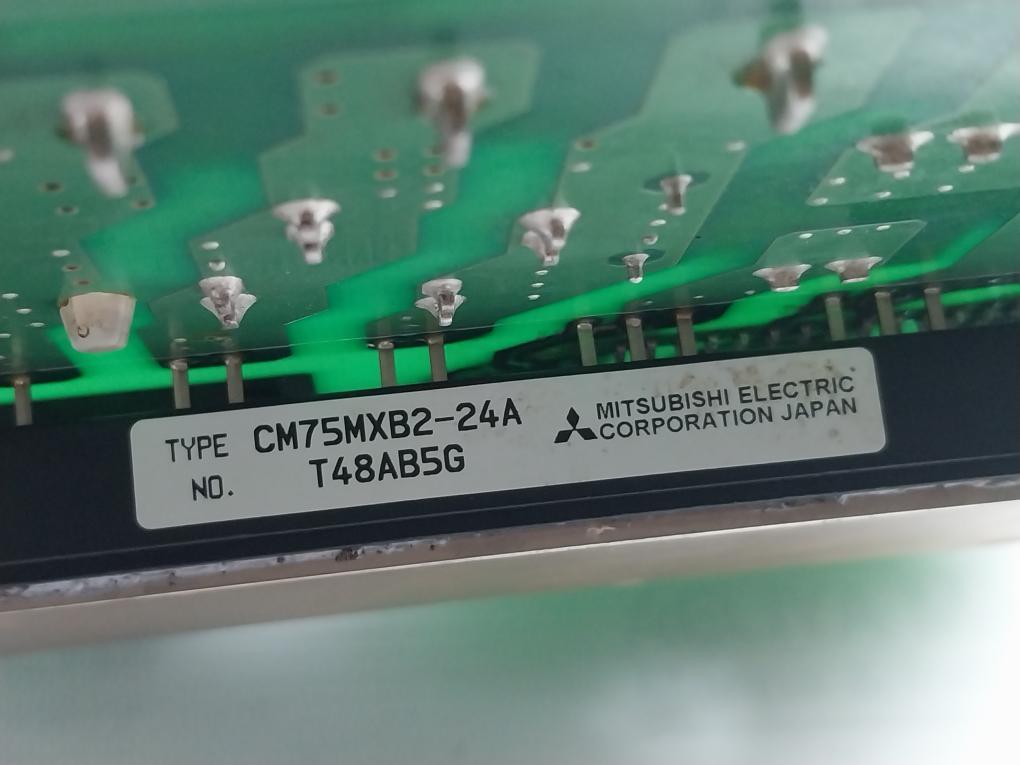 TYPE CM75MXB2-24A
NO. T48AB5G
MITSUBISHI ELECTRIC
CORPORATION JAPAN